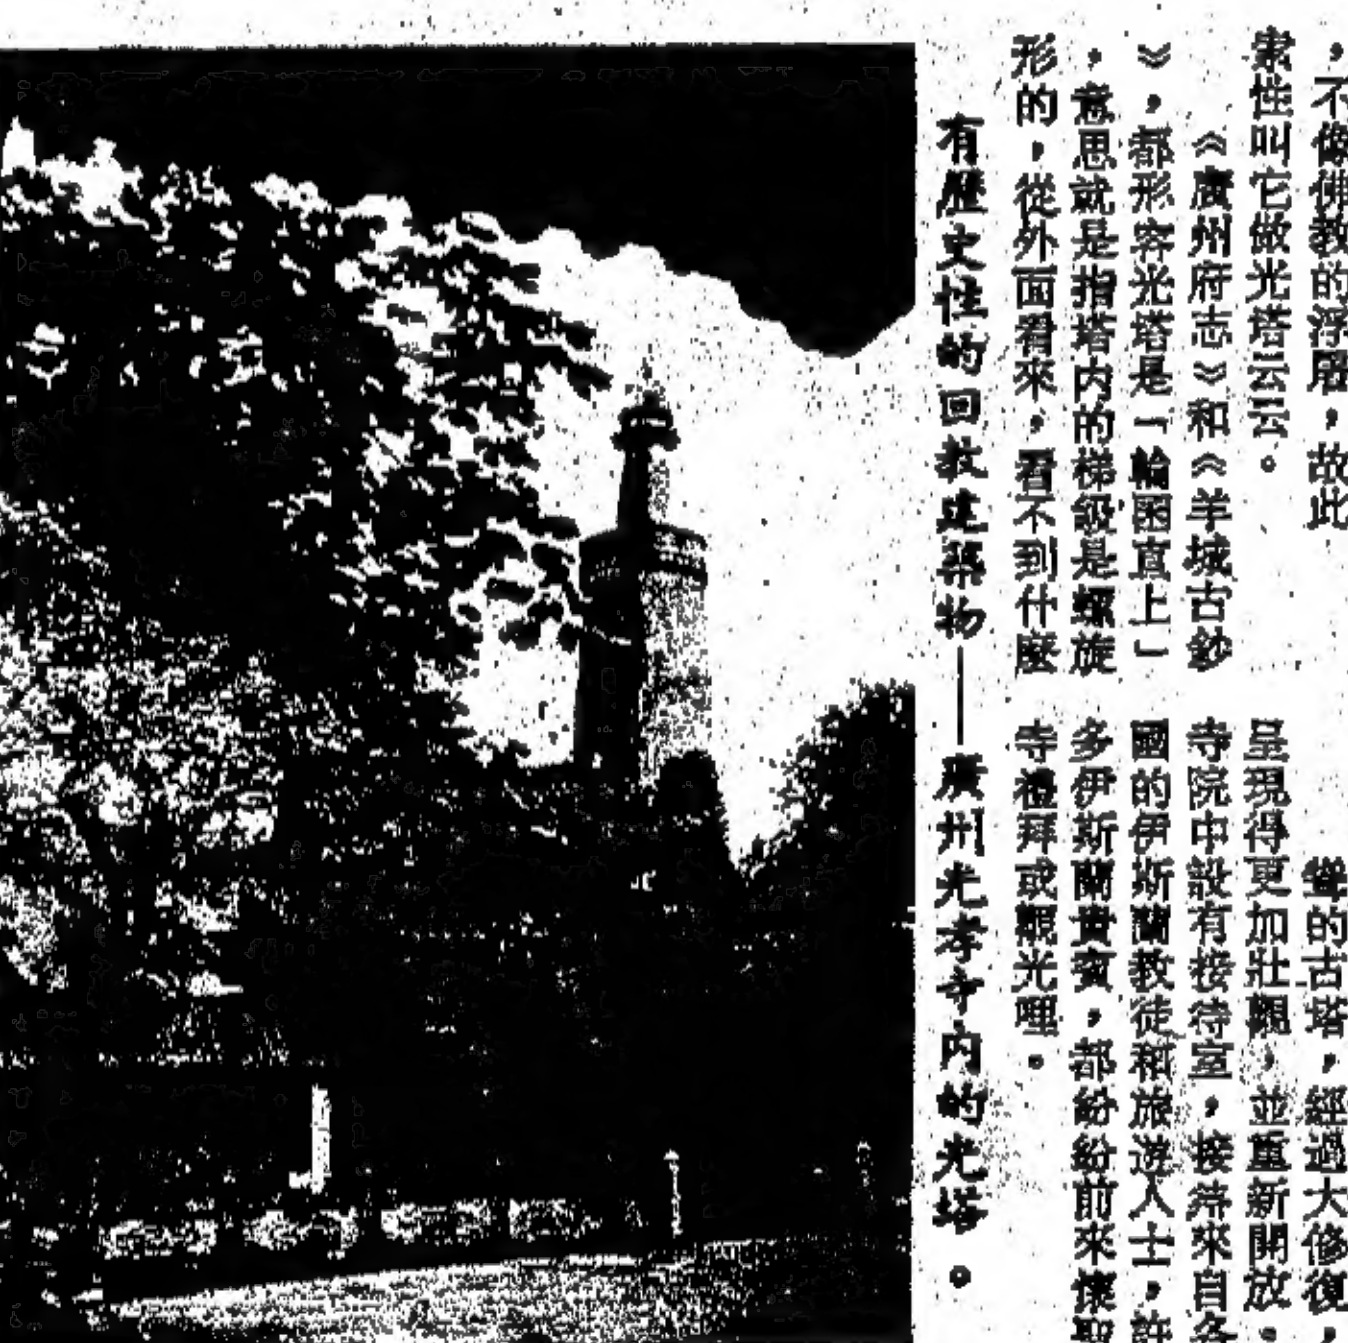 ，不像佛教的浮屠，故此
索性叫它做光塔云云。
《廣州府志》和《羊城古鈔
》，都形容光塔是「輪囷直上」
，意思就是指塔內的梯級是螺旋
形的，從外面看來，看不到什麼
聳的古塔，經過大修復，
呈現得更加壯觀，並重新開放，
寺院中設有接待室，接待來自各
國的伊斯蘭教徒和旅遊人士，許
多伊斯蘭貴賓，都紛紛前來懷聖
寺禮拜或觀光哩。
有歷史性的回教建築物——廣州光孝寺內的光塔。